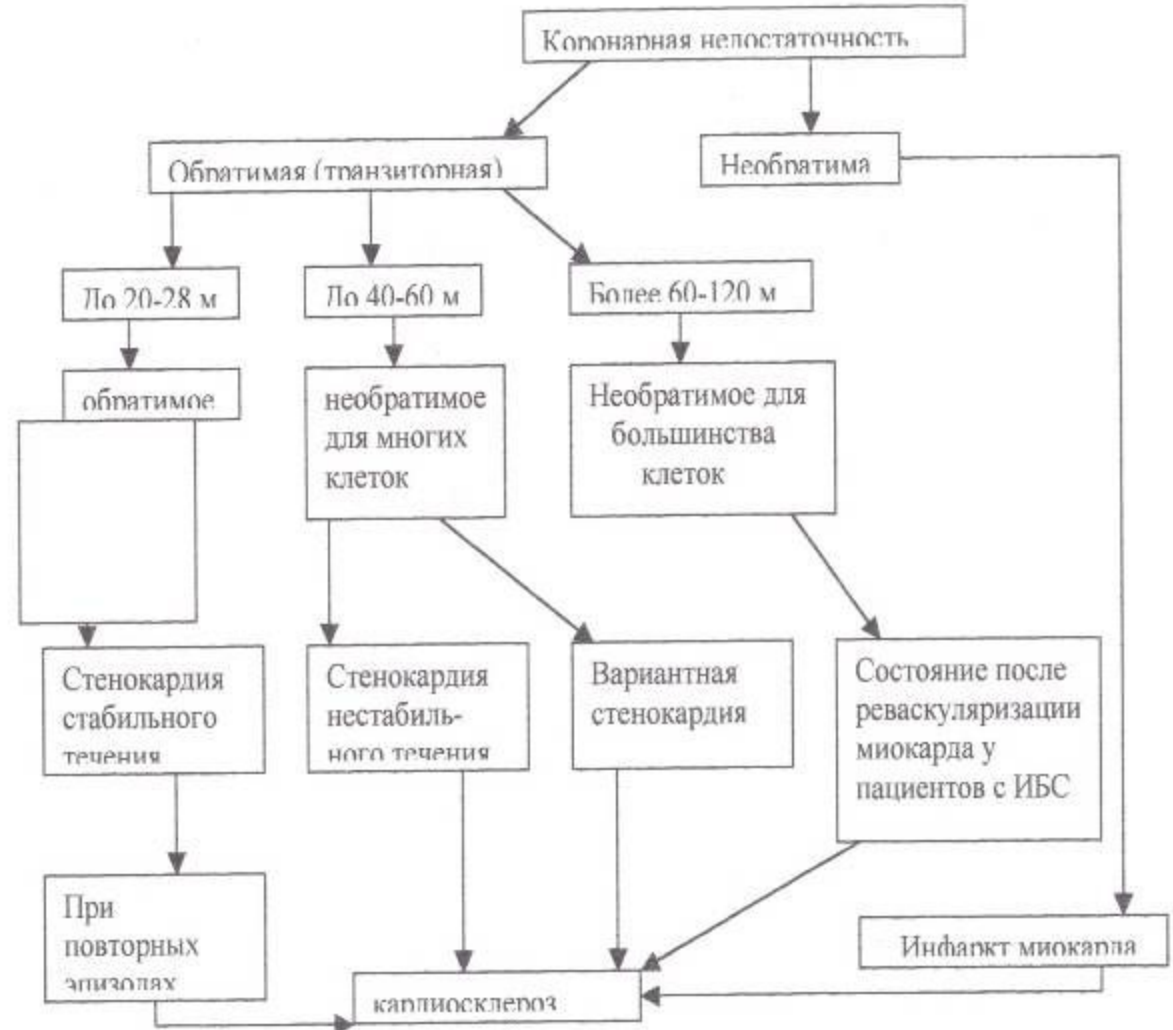 Коронарная недостаточность
Обратимая (транзиторная)
Необратима
До 20-28 м
До 40-60 м
Более 60-120 м
обратимое
необратимое
для многих
клеток
Необратимое для
большинства
клеток
Стенокардия
стабильного
течения
Стенокардия
нестабиль-
ного течения
Вариантная
стенокардия
Состояние после
реваскуляризации
миокарда у
пациентов с ИБС
При
повторных
эпизодах
Инфаркт миокарда
кардиосклероз